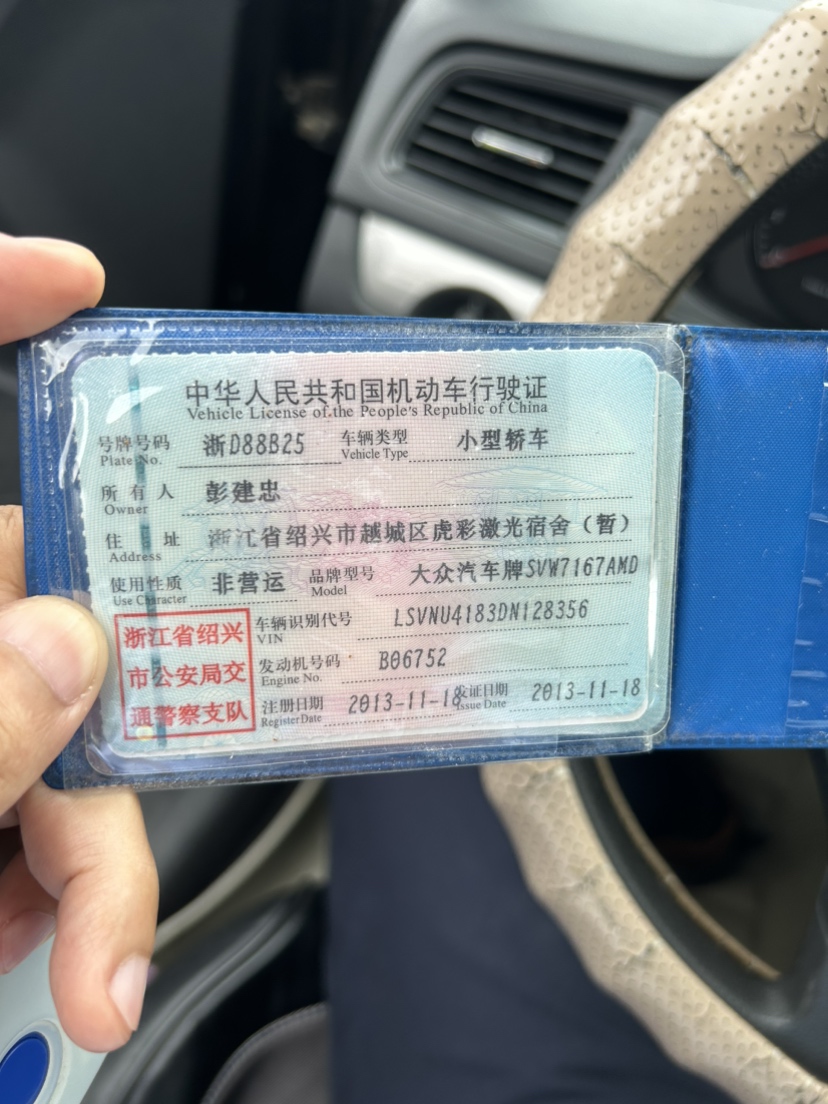 中华人民共和国机动车行驶证
Vehicle License of the People's Republic of China
号牌号码 浙D88B25 车辆类型 小型轿车
Plate No. Vehicle Type
所有人 彭建忠
Owner
住址 浙江省绍兴市越城区虎彩激光宿舍（暂）
Address
使用性质 非营运 品牌型号 大众汽车牌SVW7167AMD
Use Character Model
浙江省绍兴
市公安局交
通警察支队
车辆识别代号 LSVNU4183DN128356
VIN
发动机号码 B06752
Engine No.
注册日期 2013-11-18 发证日期 2013-11-18
Register Date Issue Date